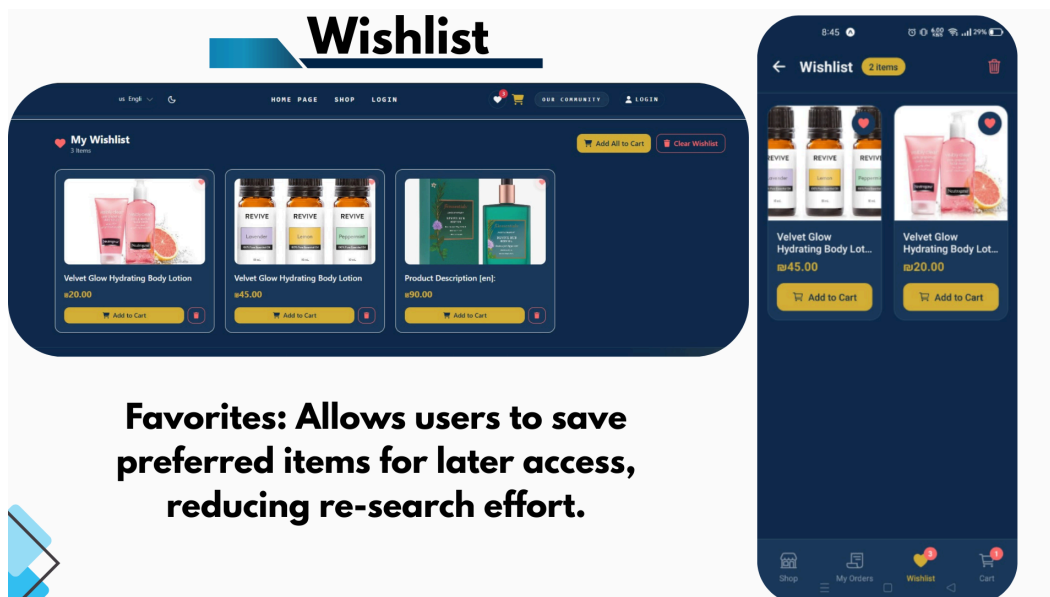 Wishlist
us Engli
HOME PAGE SHOP LOGIN
3
OUR COMMUNITY
LOGIN
My Wishlist
3 Items
Add All to Cart
Clear Wishlist
REVIVE REVIVE REVIVE
Lavender Lemon Peppermint
Velvet Glow Hydrating Body Lotion
₪20.00
Add to Cart
Velvet Glow Hydrating Body Lotion
₪45.00
Add to Cart
Product Description [en]:
₪90.00
Add to Cart
Favorites: Allows users to save
preferred items for later access,
reducing re-search effort.
8:45
29%
Wishlist 2 items
REVIVE REVIVE REVIVE
Lemon
Velvet Glow
Hydrating Body Lot...
₪45.00
Add to Cart
Neutrogena
Velvet Glow
Hydrating Body Lot...
₪20.00
Add to Cart
3
1
Shop My Orders Wishlist Cart